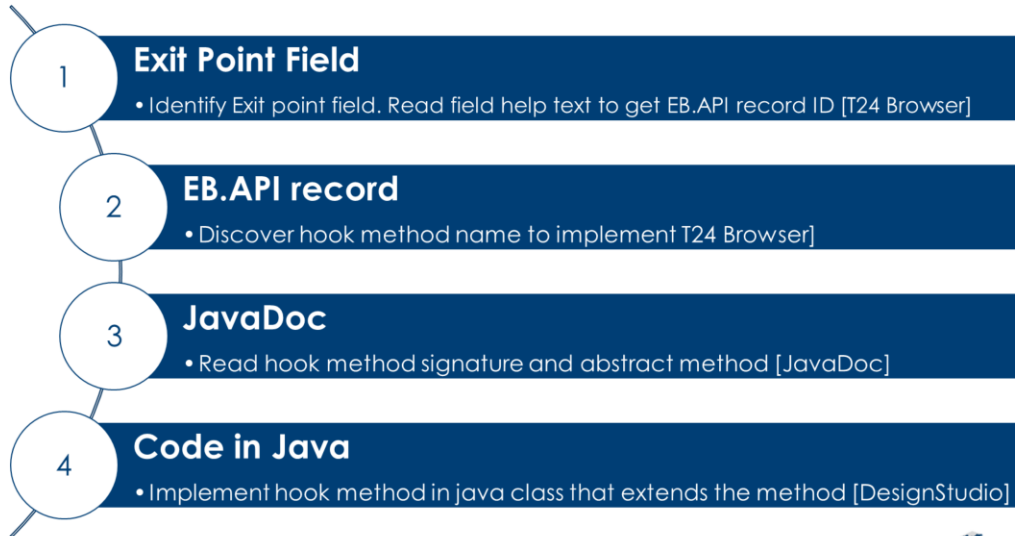 1
Exit Point Field
• Identify Exit point field. Read field help text to get EB.API record ID [T24 Browser]
2
EB.API record
• Discover hook method name to implement T24 Browser]
3
JavaDoc
• Read hook method signature and abstract method [JavaDoc]
4
Code in Java
• Implement hook method in java class that extends the method [DesignStudio]